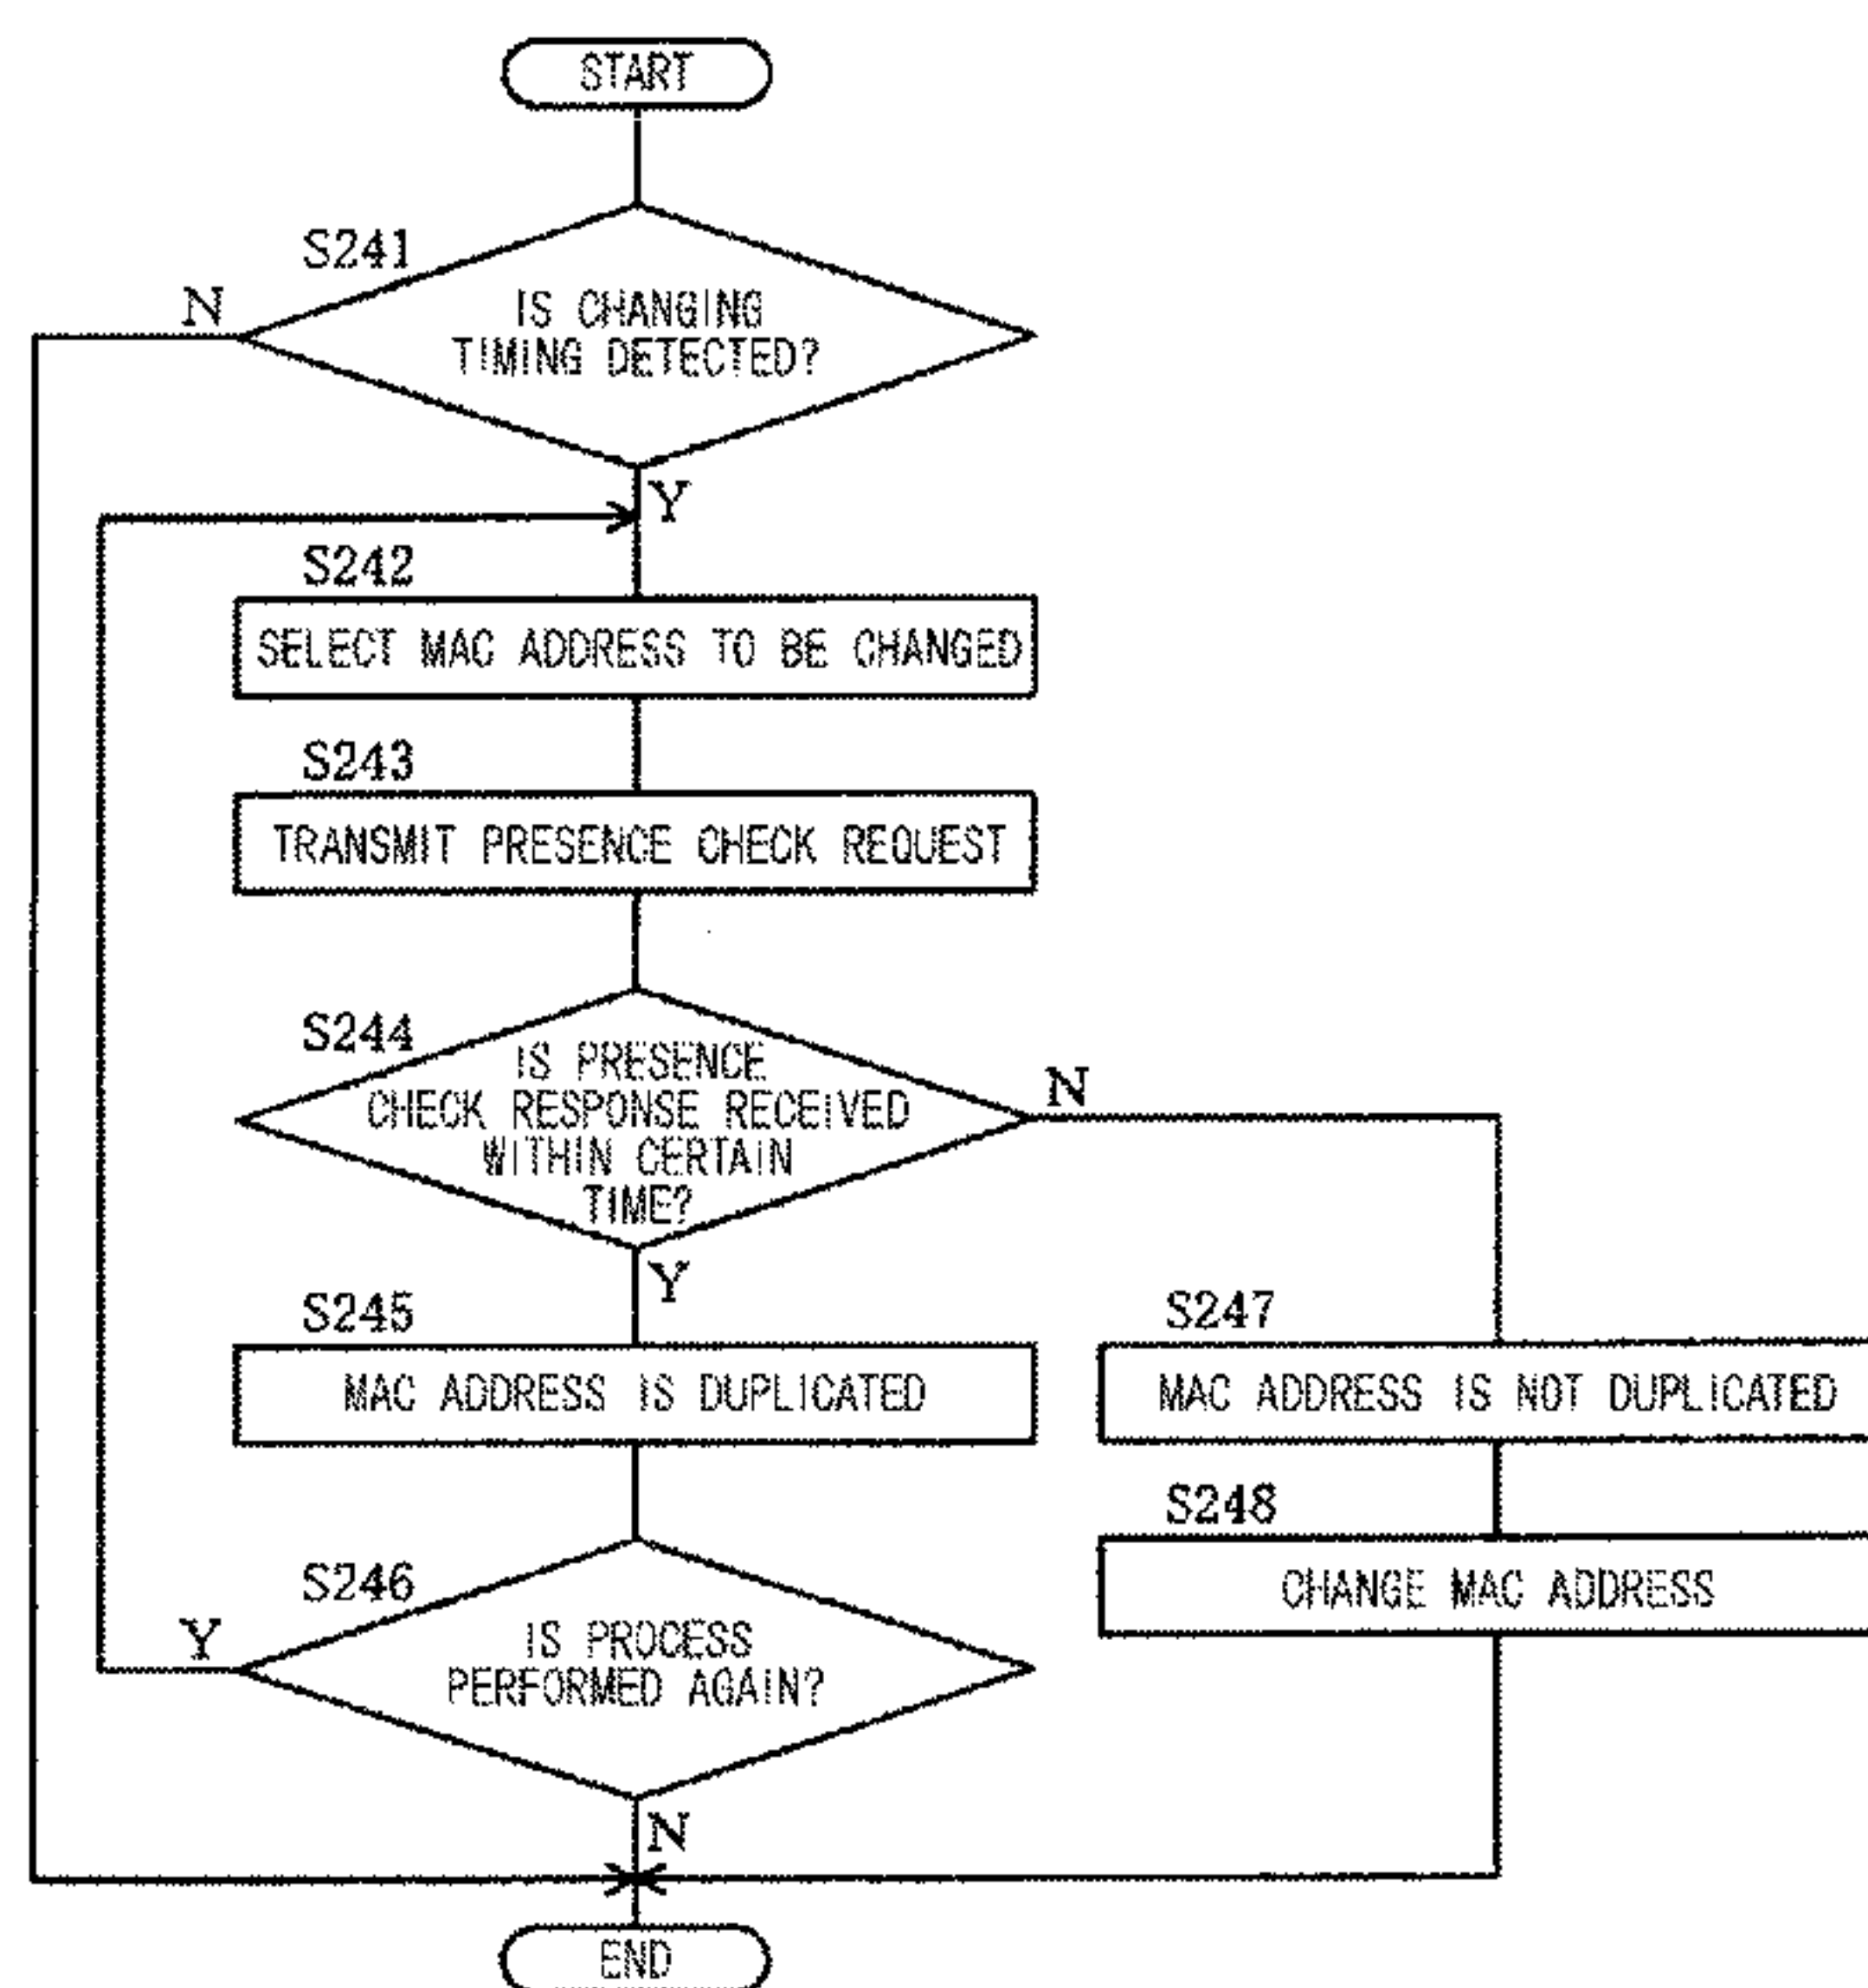 START
S241
N
IS CHANGING
TIMING DETECTED?
Y
S242
SELECT MAC ADDRESS TO BE CHANGED
S243
TRANSMIT PRESENCE CHECK REQUEST
S244
IS PRESENCE
CHECK RESPONSE RECEIVED
WITHIN CERTAIN
TIME?
N
Y
S245
MAC ADDRESS IS DUPLICATED
S247
MAC ADDRESS IS NOT DUPLICATED
S248
CHANGE MAC ADDRESS
S246
Y
IS PROCESS
PERFORMED AGAIN?
N
END